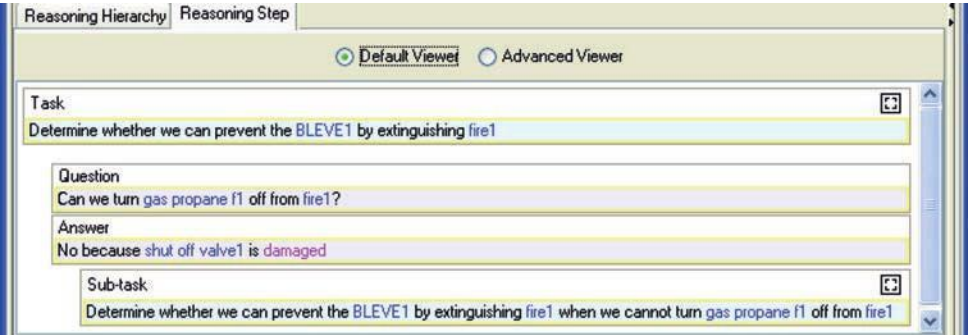 Reasoning Hierarchy Reasoning Step
Default Viewer Advanced Viewer
Task
Determine whether we can prevent the BLEVE1 by extinguishing fire1
Question
Can we turn gas propane f1 off from fire1?
Answer
No because shut off valve1 is damaged
Sub-task
Determine whether we can prevent the BLEVE1 by extinguishing fire1 when we cannot turn gas propane f1 off from fire1